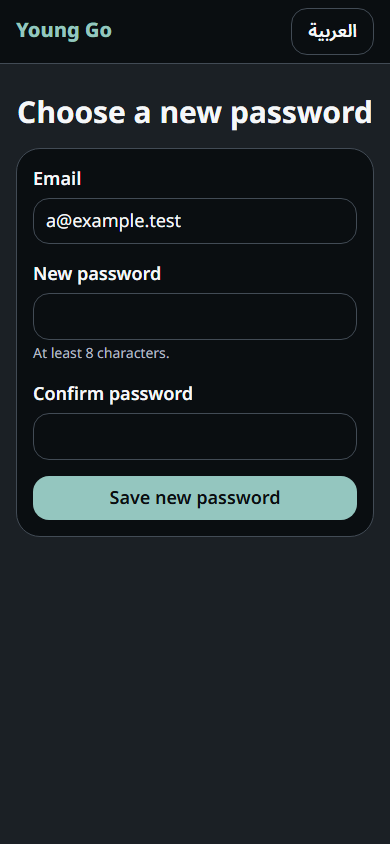 Young Go
العربية
Choose a new password
Email
a@example.test
New password
At least 8 characters.
Confirm password
Save new password